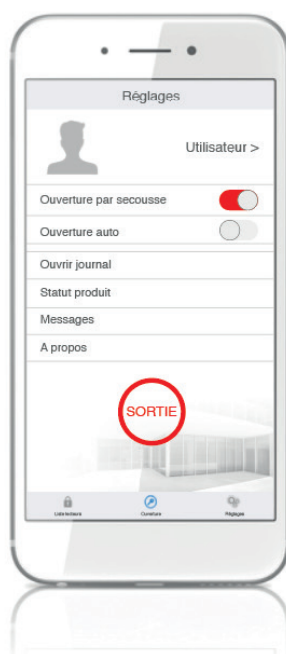 Réglages
Utilisateur >
Ouverture par secousse
Ouverture auto
Ouvrir journal
Statut produit
Messages
A propos
SORTIE
Ouverture
Réglages